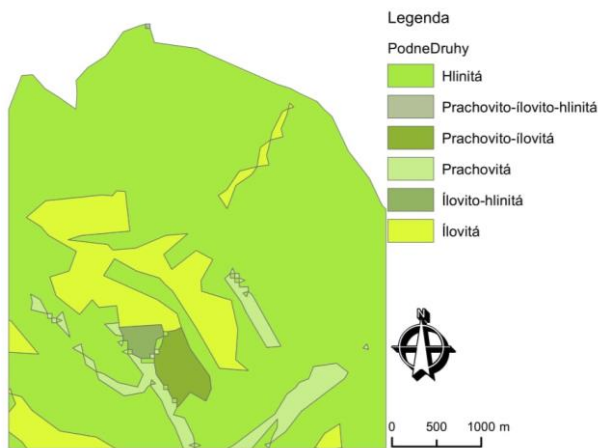 Legenda
PodneDruhy
Hlinitá
Prachovito-ílovito-hlinitá
Prachovito-ílovitá
Prachovitá
Ílovito-hlinitá
Ílovitá
N
0 500 1000 m